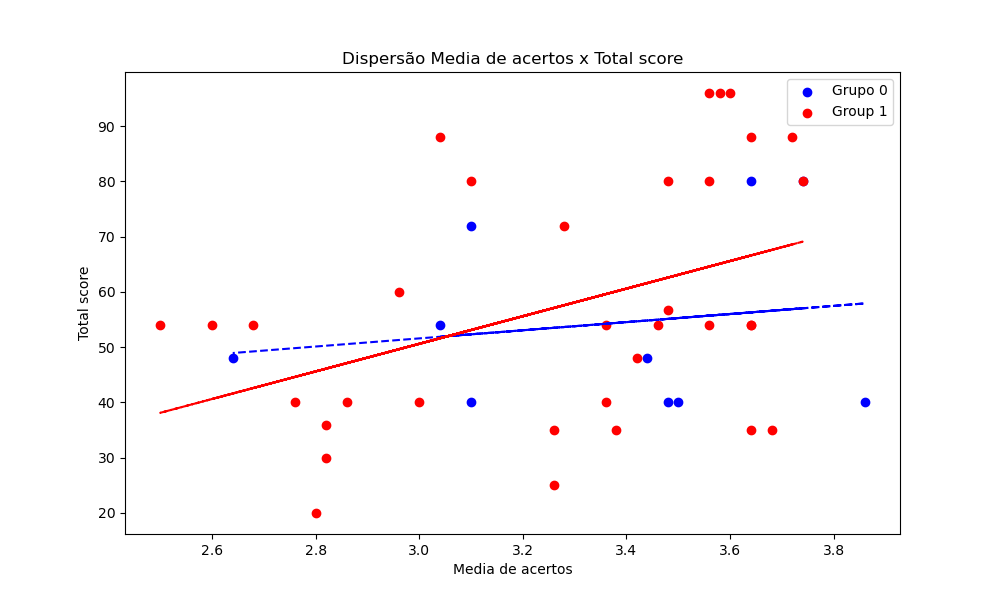 Dispersão Media de acertos x Total score
Grupo 0
Group 1
Total score
90
80
70
60
50
40
30
20
2.6 2.8 3.0 3.2 3.4 3.6 3.8
Media de acertos